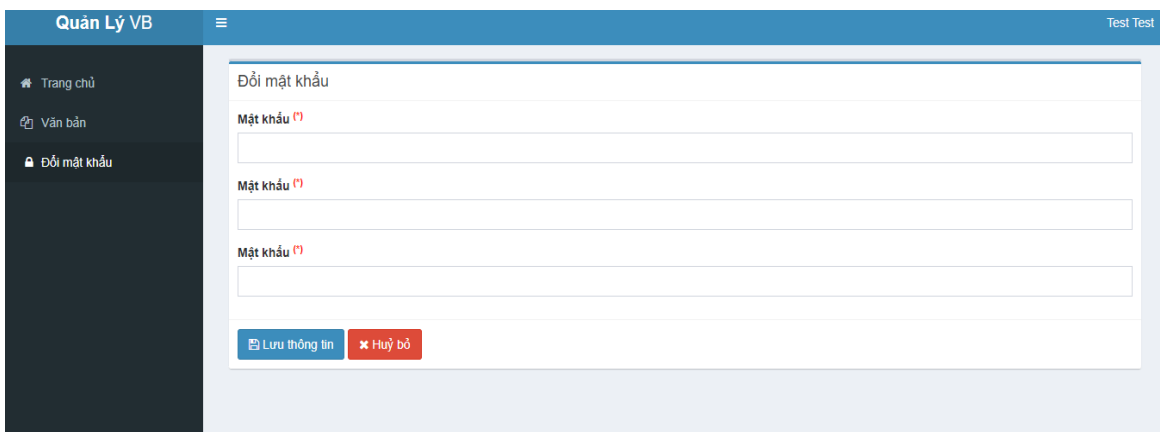 Quản Lý VB
Test Test
Trang chủ
Văn bản
Đổi mật khẩu
Đổi mật khẩu
Mật khẩu (*)
Mật khẩu (*)
Mật khẩu (*)
Lưu thông tin
Huỷ bỏ